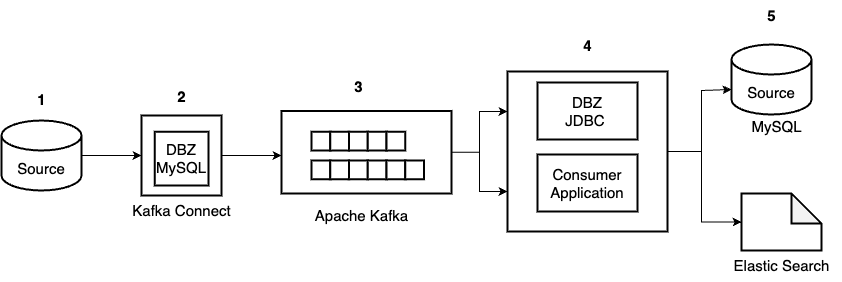 1
Source
2
DBZ
MySQL
Kafka Connect
3
Apache Kafka
4
DBZ
JDBC
Consumer
Application
5
Source
MySQL
Elastic Search